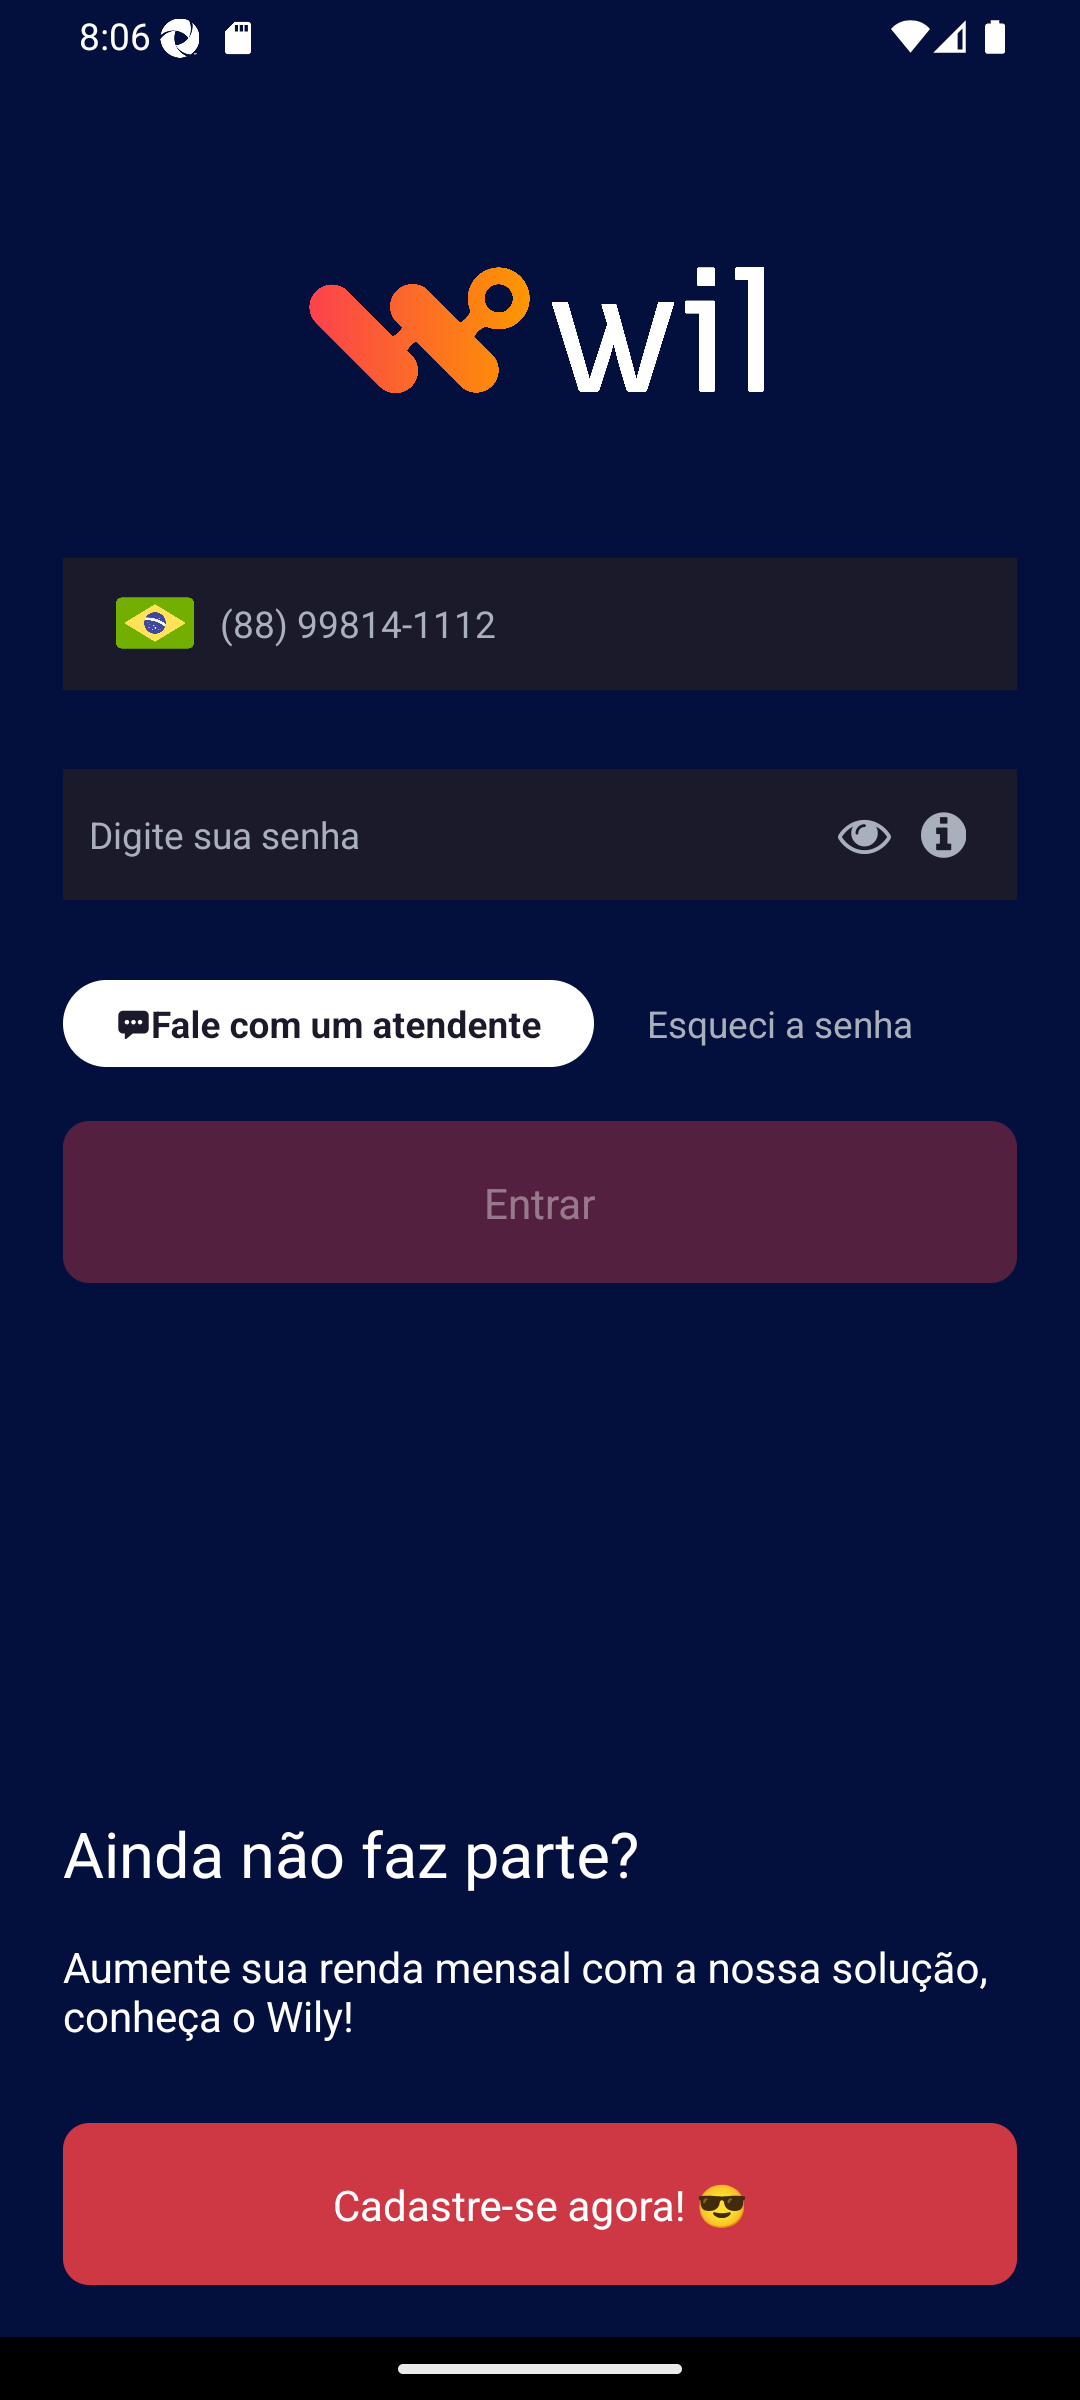 8:06
wil
(88) 99814-1112
Digite sua senha
Fale com um atendente
Esqueci a senha
Entrar
Ainda não faz parte?
Aumente sua renda mensal com a nossa solução,
conheça o Wily!
Cadastre-se agora! 😎